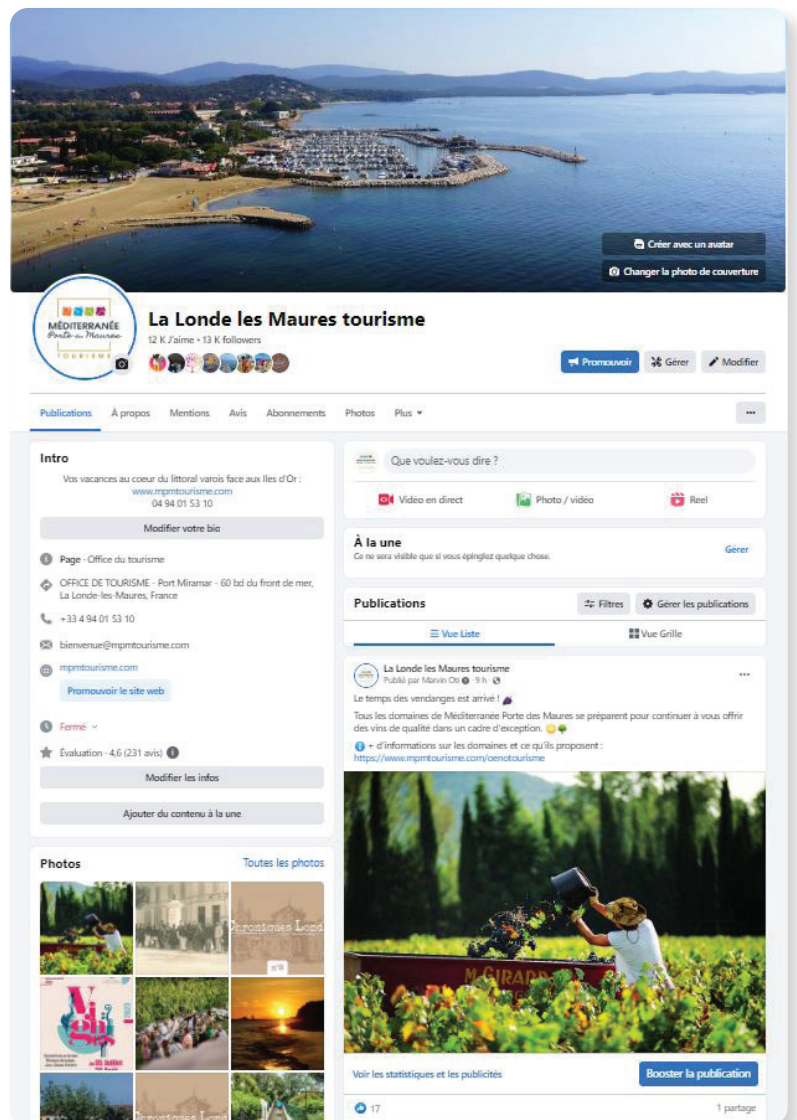 Créer avec un avatar
Changer la photo de couverture
MÉDITERRANÉE
Porte des Maures
TOURISME
La Londe les Maures tourisme
12 K J'aime • 13 K followers
Promouvoir
Gérer
Modifier
Publications
À propos
Mentions
Avis
Abonnements
Photos
Plus
Intro
Vos vacances au coeur du littoral varois face aux Iles d'Or :
www.mpmtourisme.com
04 94 01 53 10
Modifier votre bio
Page · Office du tourisme
OFFICE DE TOURISME - Port Miramar - 60 bd du front de mer,
La Londe-les-Maures, France
+33 4 94 01 53 10
bienvenue@mpmtourisme.com
mpmtourisme.com
Promouvoir le site web
Fermé
Évaluation · 4,6 (231 avis)
Modifier les infos
Ajouter du contenu à la une
Photos
Toutes les photos
Chroniques Lond
n°8
Vi
ges
2023
Chroniques Lond
Que voulez-vous dire ?
Vidéo en direct
Photo / vidéo
Reel
À la une
Ce ne sera visible que si vous épinglez quelque chose.
Gérer
Publications
Filtres
Gérer les publications
Vue Liste
Vue Grille
La Londe les Maures tourisme
Publié par Marvin Oti · 9 h ·
Le temps des vendanges est arrivé !
Tous les domaines de Méditerranée Porte des Maures se préparent pour continuer à vous offrir
des vins de qualité dans un cadre d'exception.
+ d'informations sur les domaines et ce qu'ils proposent :
https://www.mpmtourisme.com/oenotourisme
M.GIRARD
Voir les statistiques et les publicités
Booster la publication
17
1 partage